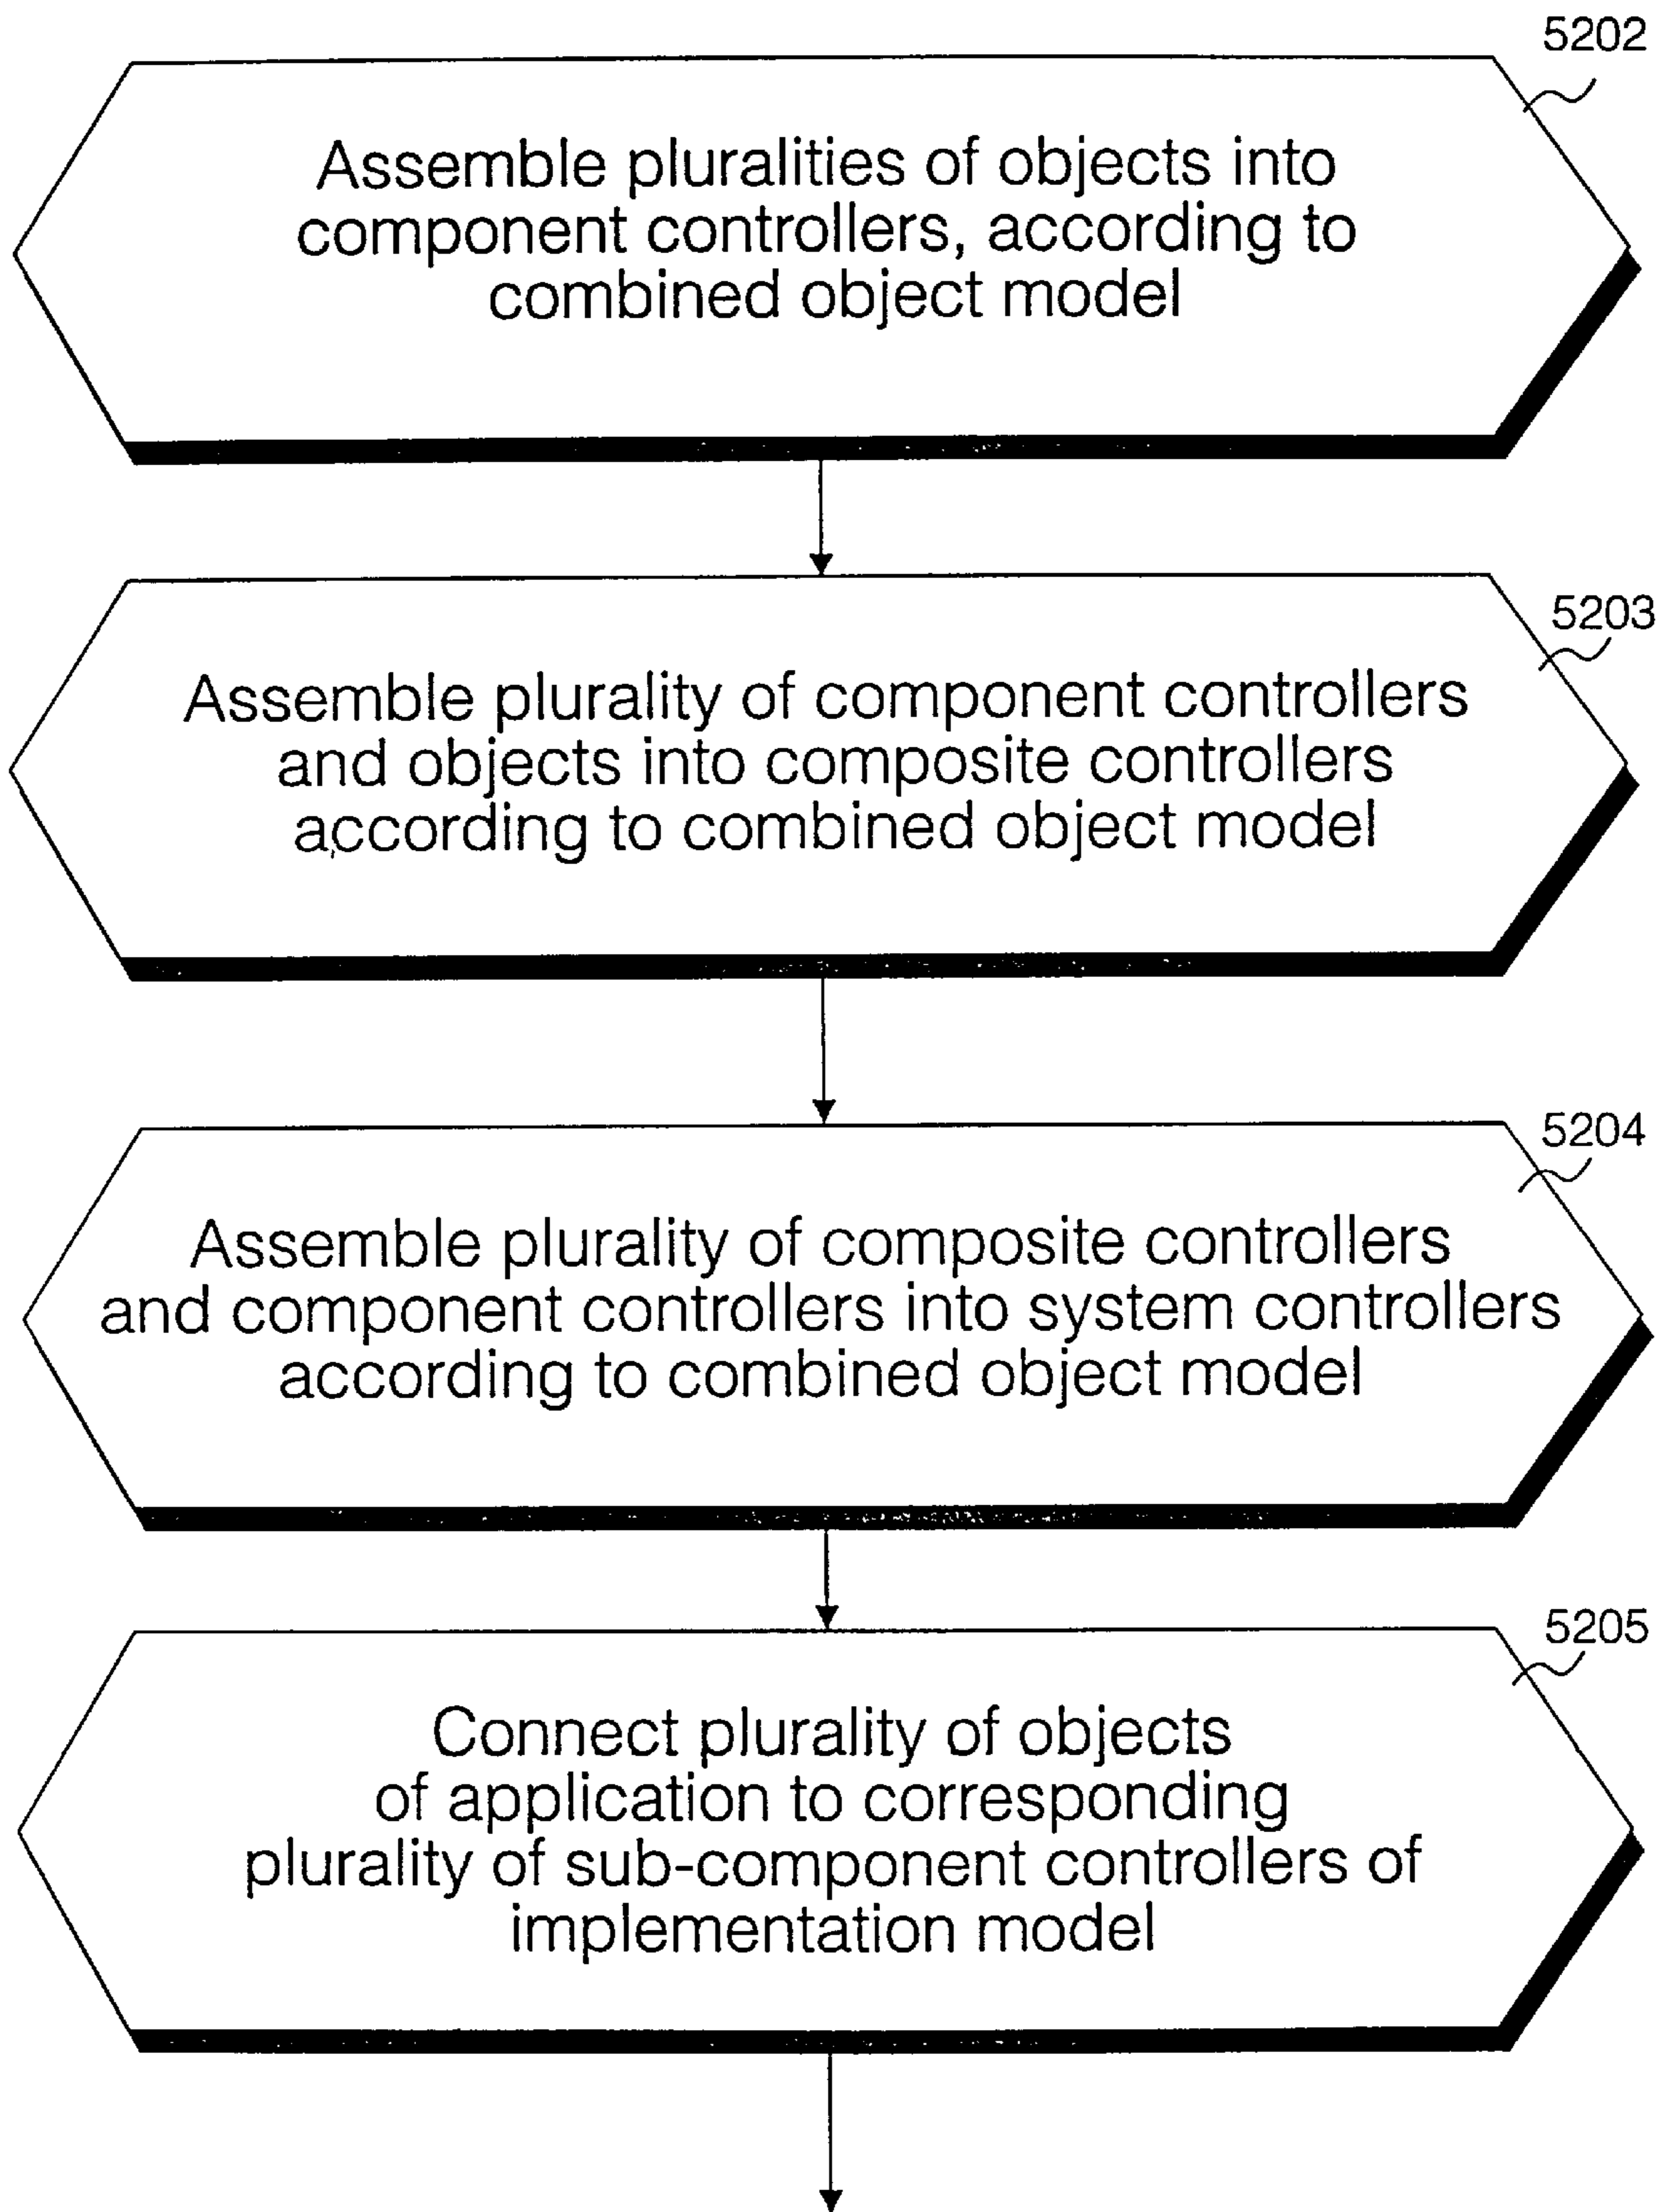 5202
Assemble pluralities of objects into
component controllers, according to
combined object model
5203
Assemble plurality of component controllers
and objects into composite controllers
according to combined object model
5204
Assemble plurality of composite controllers
and component controllers into system controllers
according to combined object model
5205
Connect plurality of objects
of application to corresponding
plurality of sub-component controllers of
implementation model